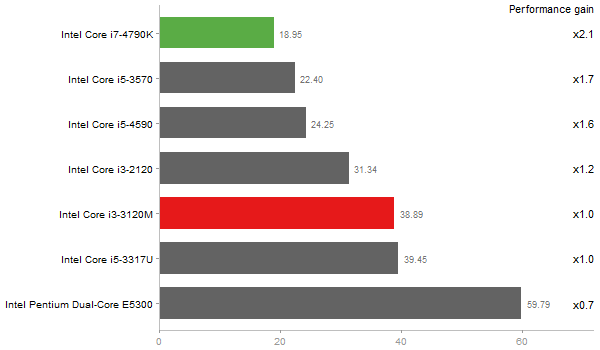 Performance gain
Intel Core i7-4790K 18.95 x2.1
Intel Core i5-3570 22.40 x1.7
Intel Core i5-4590 24.25 x1.6
Intel Core i3-2120 31.34 x1.2
Intel Core i3-3120M 38.89 x1.0
Intel Core i5-3317U 39.45 x1.0
Intel Pentium Dual-Core E5300 59.79 x0.7
0 20 40 60